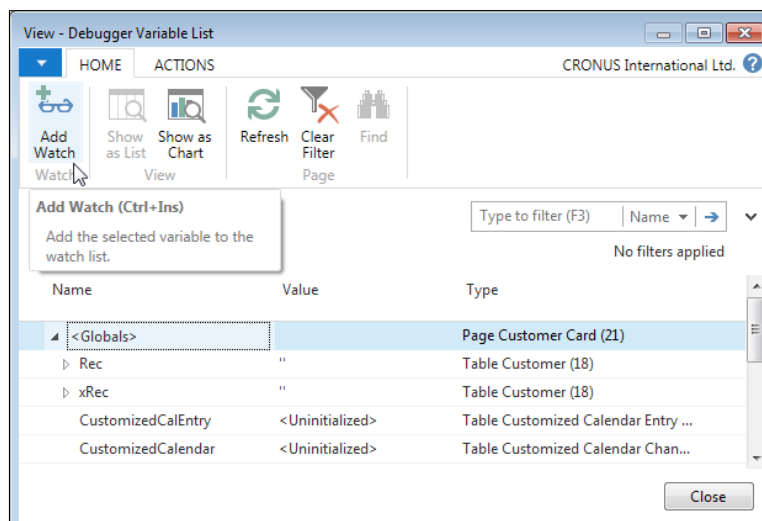 View - Debugger Variable List
HOME ACTIONS CRONUS International Ltd.
Add Watch
Show as List
Show as Chart
Refresh
Clear Filter
Find
Watch View Page
Add Watch (Ctrl+Ins)
Add the selected variable to the
watch list.
Type to filter (F3) Name
No filters applied
Name Value Type
<Globals> Page Customer Card (21)
Rec '' Table Customer (18)
xRec '' Table Customer (18)
CustomizedCalEntry <Uninitialized> Table Customized Calendar Entry ...
CustomizedCalendar <Uninitialized> Table Customized Calendar Chan...
Close